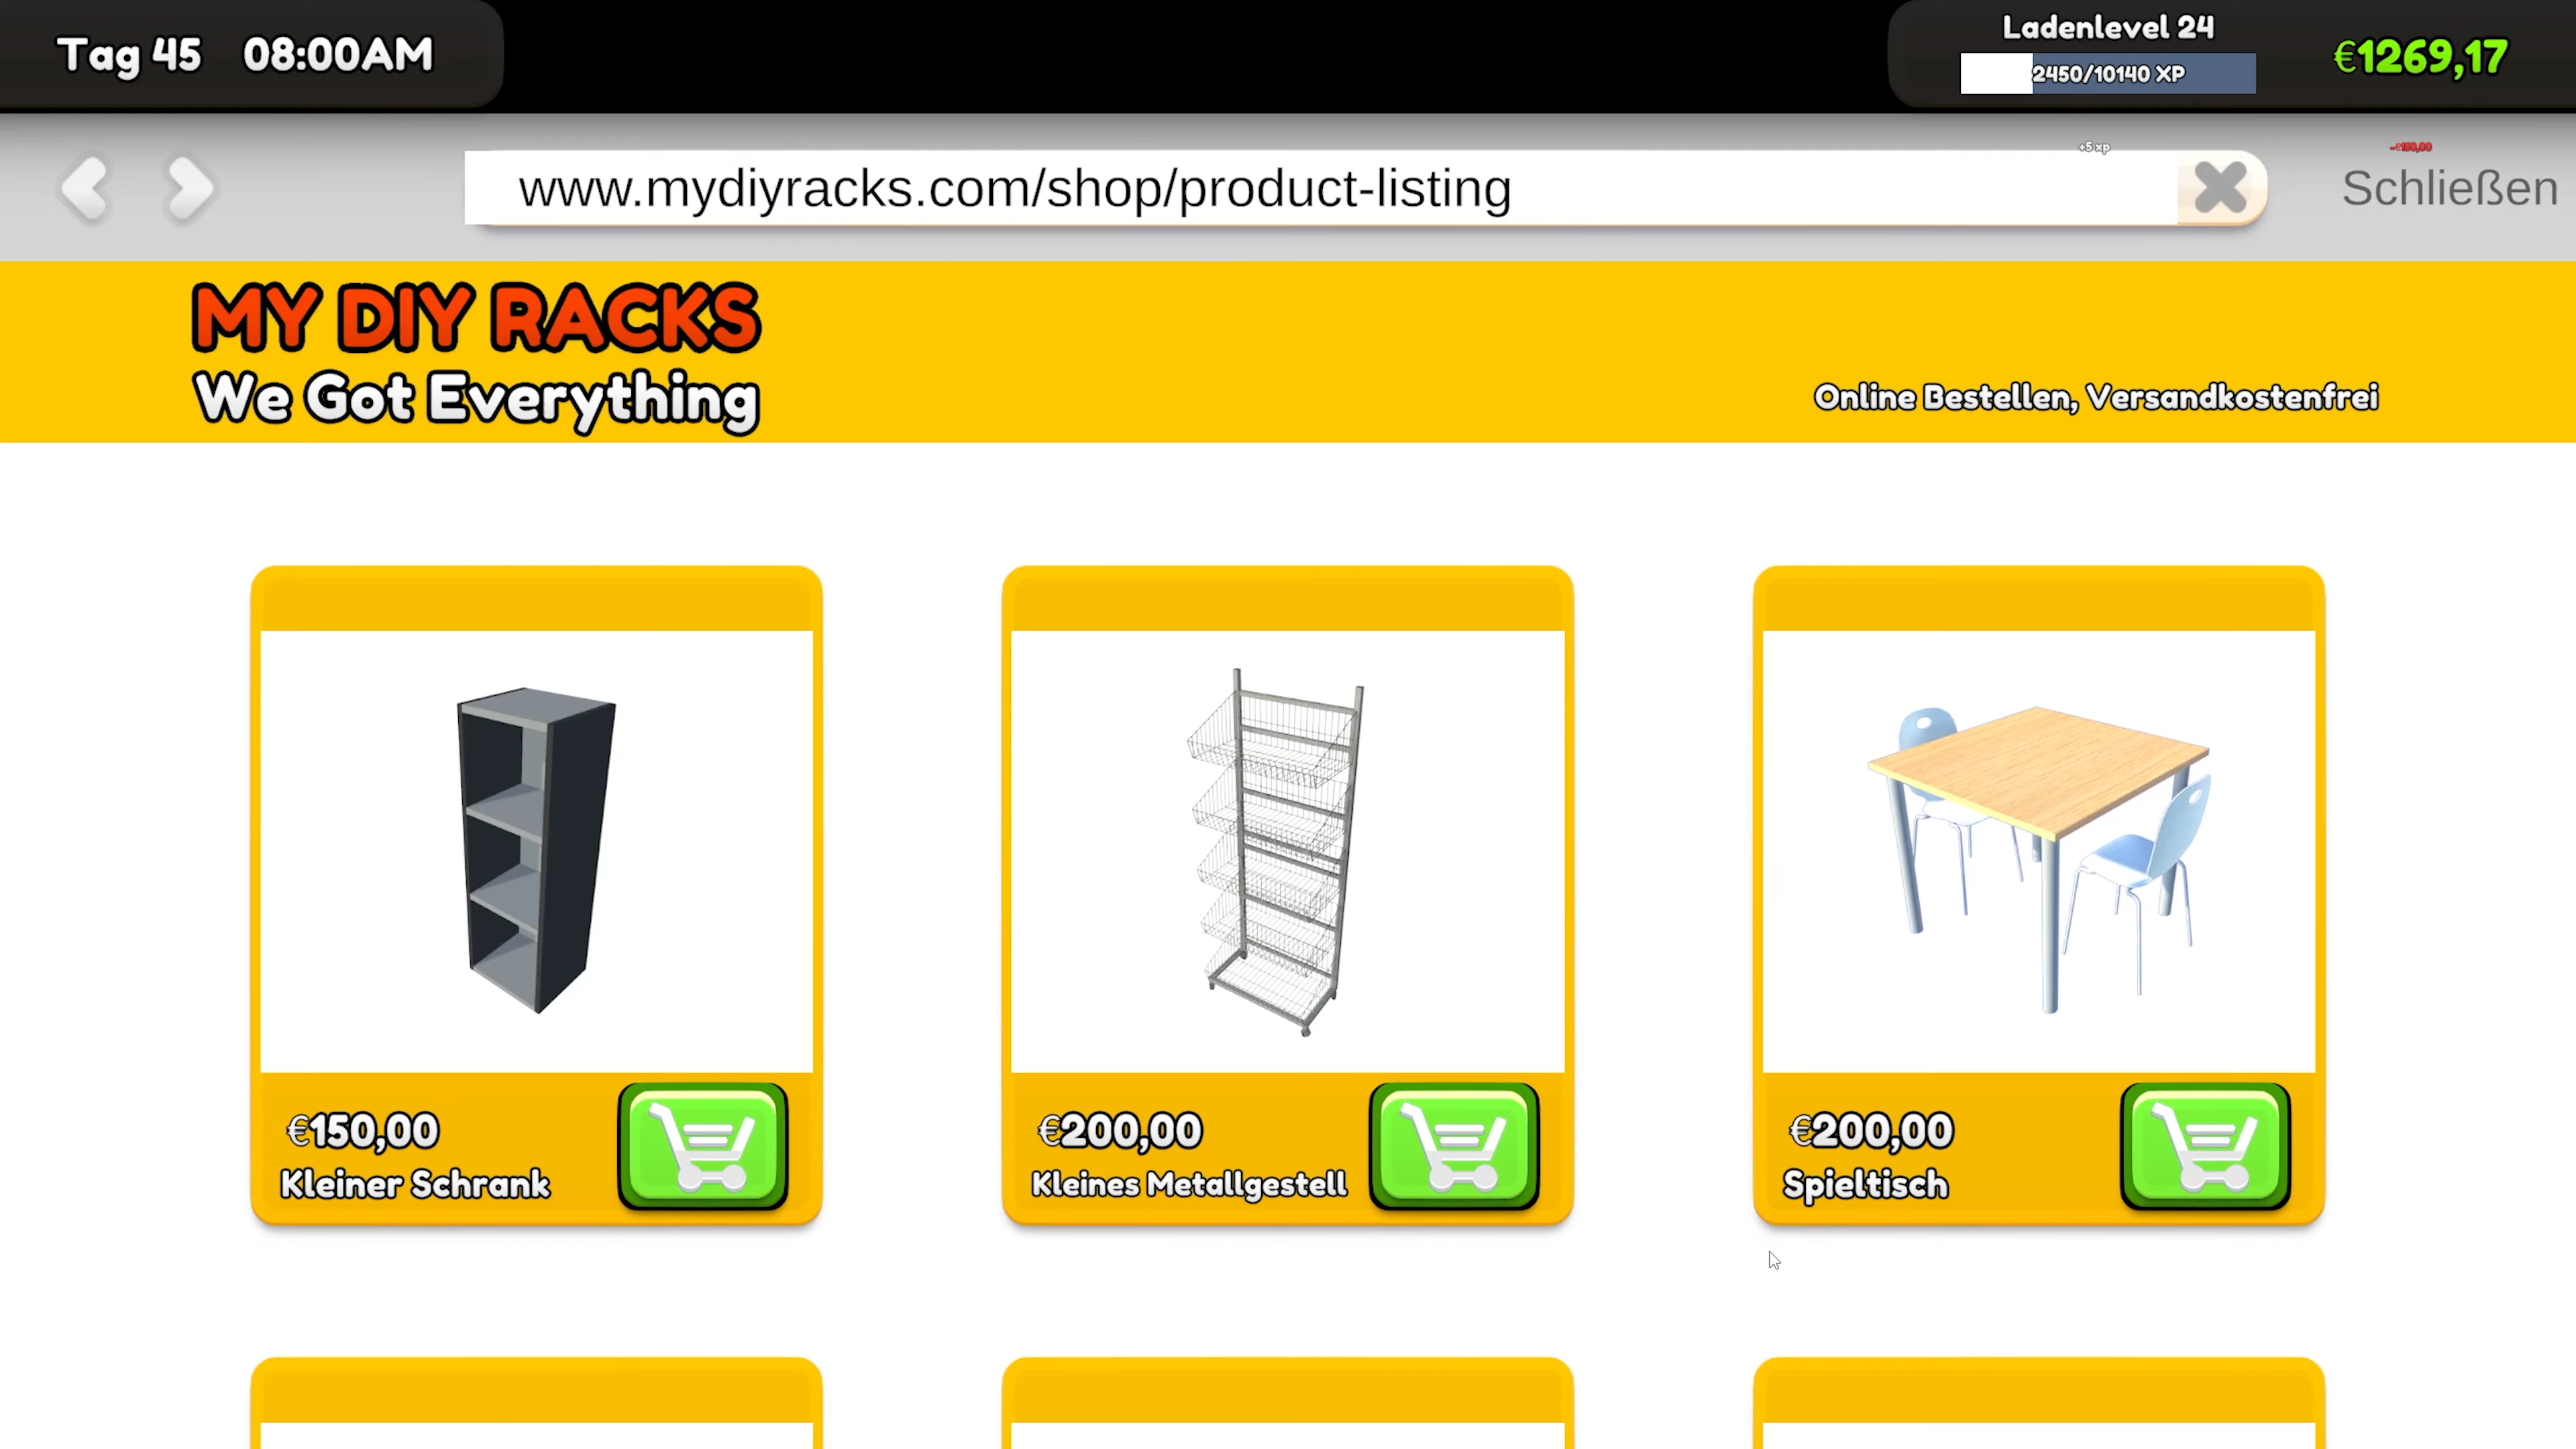 Tag 45 08:00AM
Ladenlevel 24
2450/10140 XP
€1269,17
+5 xp
www.mydiyracks.com/shop/product-listing
Schließen
MY DIY RACKS
We Got Everything
Online Bestellen, Versandkostenfrei
€150,00
Kleiner Schrank
€200,00
Kleines Metallgestell
€200,00
Spieltisch